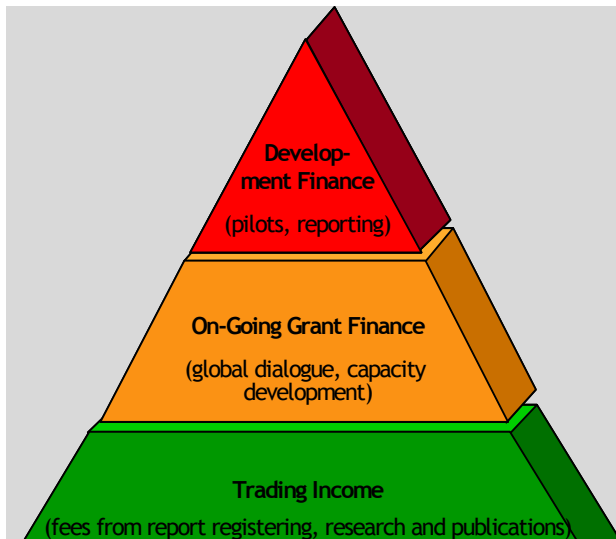 Develop-
ment Finance
(pilots, reporting)
On-Going Grant Finance
(global dialogue, capacity
development)
Trading Income
(fees from report registering, research and publications)